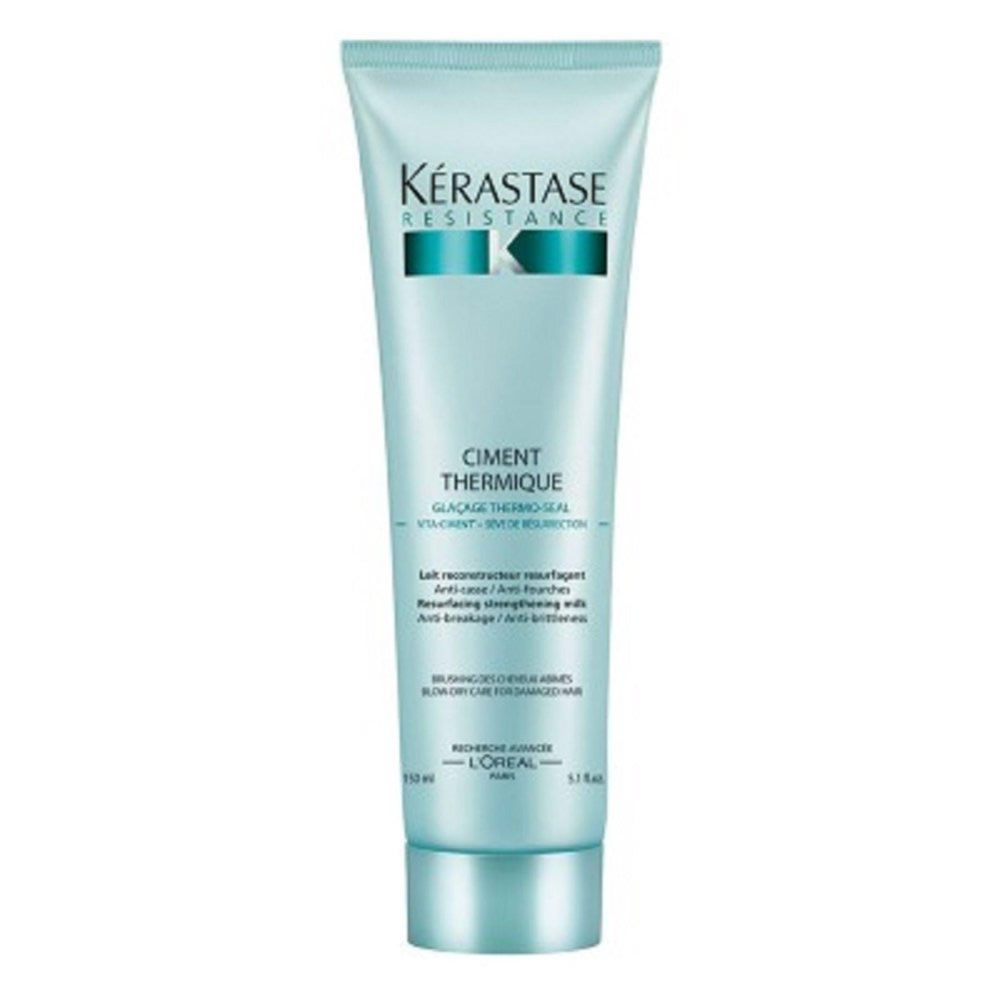 KÉRASTASE
RESISTANCE
K
CIMENT
THERMIQUE
GLAÇAGE THERMO-SEAL
VITA-CIMENT® - SÈVE DE RÉSURRECTION
Lait reconstructeur resurfaçant
Anti-casse / Anti-fourches
Resurfacing strengthening milk
Anti-breakage / Anti-brittleness
BRUSHING DES CHEVEUX ABIMÉS
BLOW-DRY CARE FOR DAMAGED HAIR
RECHERCHE AVANCÉE
L'ORÉAL
PARIS
150 ml 5.1 fl.oz.